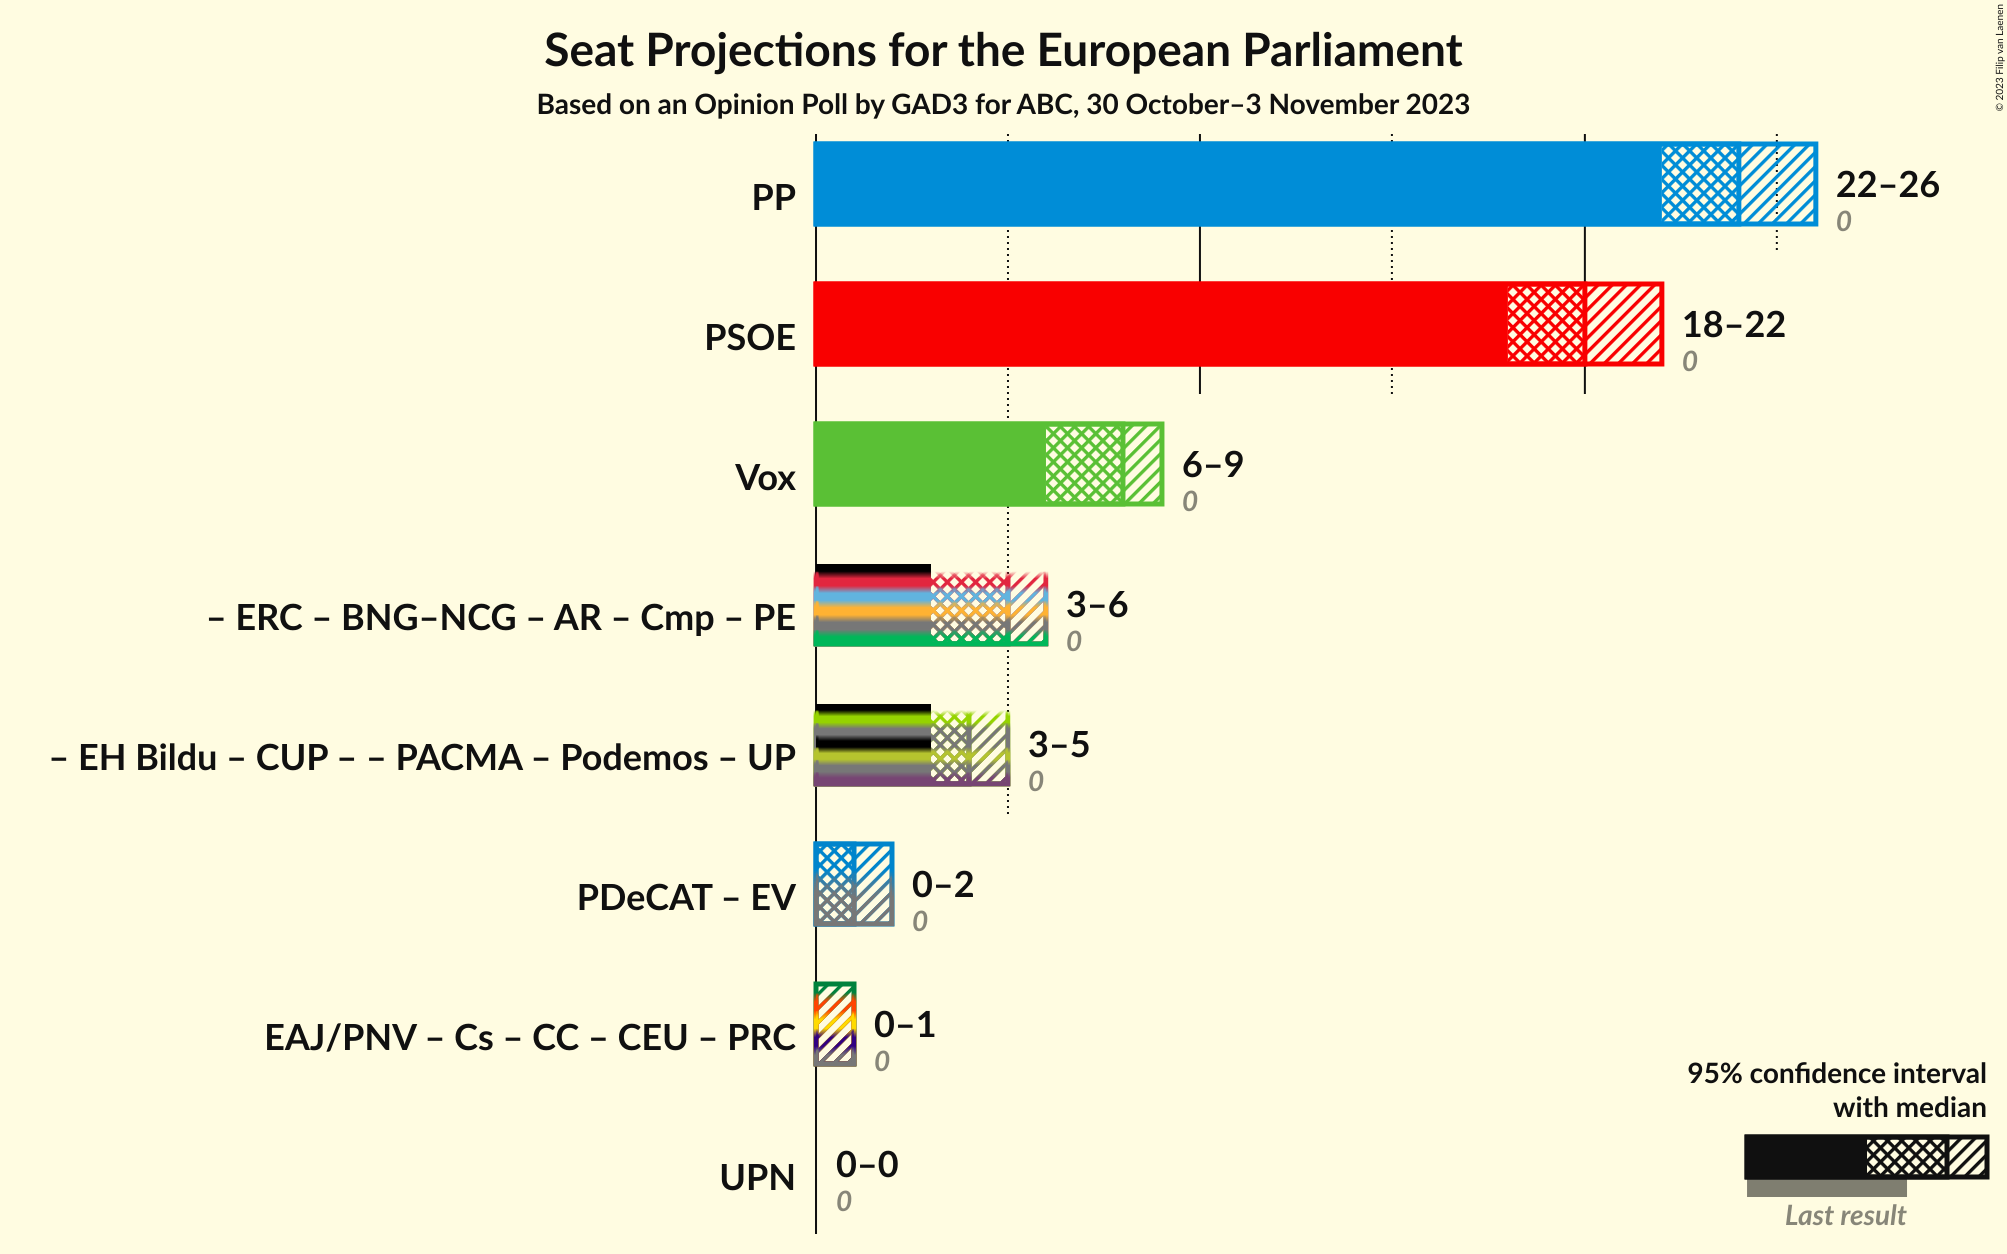 Seat Projections for the European Parliament
Based on an Opinion Poll by GAD3 for ABC, 30 October–3 November 2023
© 2023 Filip van Laenen
PP
22–26
0
PSOE
18–22
0
Vox
6–9
0
– ERC – BNG–NCG – AR – Cmp – PE
3–6
0
– EH Bildu – CUP – – PACMA – Podemos – UP
3–5
0
PDeCAT – EV
0–2
0
EAJ/PNV – Cs – CC – CEU – PRC
0–1
0
UPN
0–0
0
95% confidence interval
with median
Last result